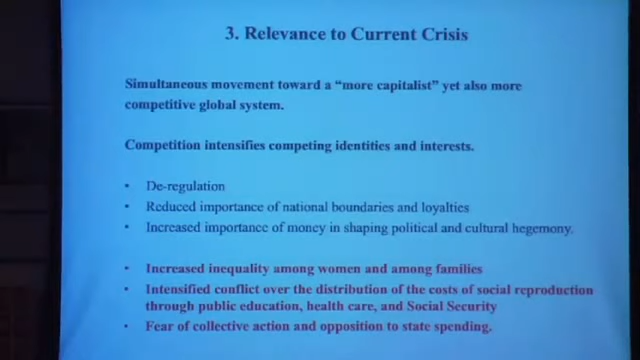 3. Relevance to Current Crisis
Simultaneous movement toward a “more capitalist” yet also more
competitive global system.
Competition intensifies competing identities and interests.
• De-regulation
• Reduced importance of national boundaries and loyalties
• Increased importance of money in shaping political and cultural hegemony.
• Increased inequality among women and among families
• Intensified conflict over the distribution of the costs of social reproduction
through public education, health care, and Social Security
• Fear of collective action and opposition to state spending.